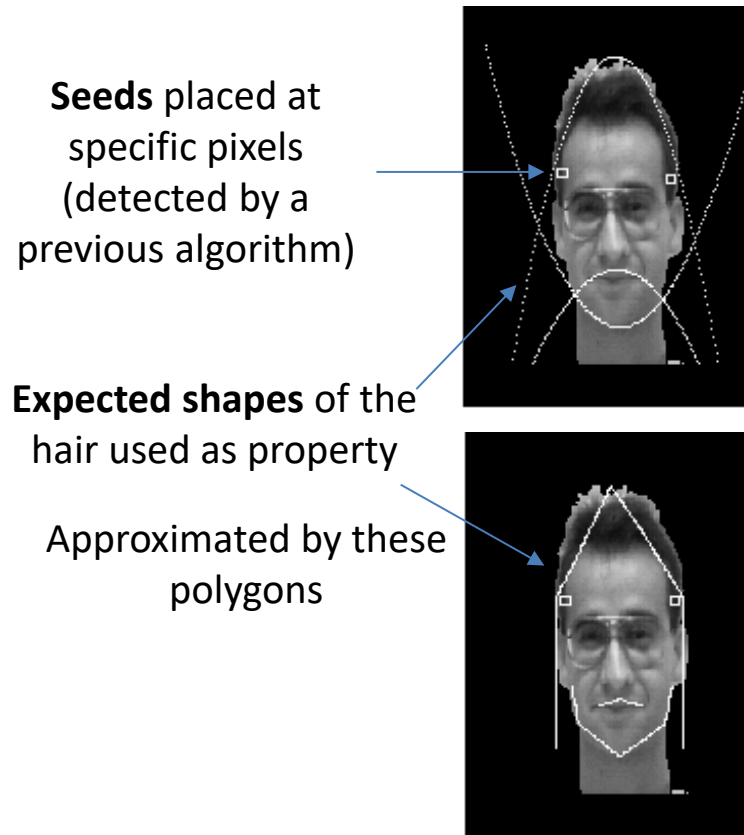 Seeds placed at
specific pixels
(detected by a
previous algorithm)
Expected shapes of the
hair used as property
Approximated by these
polygons